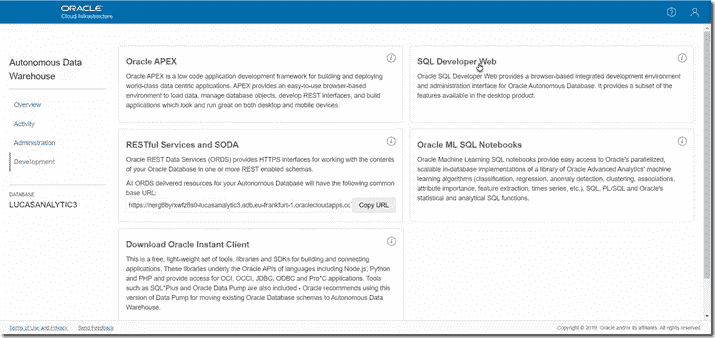 ORACLE
Cloud Infrastructure
Autonomous Data
Warehouse
Overview
Activity
Administration
Development
DATABASE
LUCASANALYTIC3
Oracle APEX
Oracle APEX is a low code application development framework for building and deploying
world-class data centric applications. APEX provides an easy-to-use browser-based
environment to load data, manage database objects, develop REST interfaces, and build
applications which look and run great on both desktop and mobile devices.
SQL Developer Web
Oracle SQL Developer Web provides a browser-based integrated development environment
and administration interface for Oracle Autonomous Database. It provides a subset of the
features available in the desktop product.
RESTful Services and SODA
Oracle REST Data Services (ORDS) provides HTTPS interfaces for working with the contents
of your Oracle Database in one or more REST enabled schemas.
All ORDS delivered resources for your Autonomous Database will have the following common
base URL:
Copy URL
Oracle ML SQL Notebooks
Oracle Machine Learning SQL notebooks provide easy access to Oracle's parallelized,
scalable in-database implementations of a library of Oracle Advanced Analytics'
machine learning algorithms (classification, regression, anomaly detection, clustering, associations,
attribute importance, feature extraction, times series, etc.), SQL, PL/SQL and Oracle's
statistical and analytical SQL functions.
Download Oracle Instant Client
This is a free, light-weight set of tools, libraries and SDKs for building and connecting
applications. These libraries underly the Oracle APIs of languages including Node.js, Python
and PHP and provide access for OCI, OCCI, JDBC, ODBC and Pro*C applications. Tools
such as SQL*Plus and Oracle Data Pump are also included - Oracle recommends using this
version of Data Pump for moving existing Oracle Database schemas to Autonomous Data
Warehouse.
Terms of Use and Privacy
Send Feedback
Copyright © 2019, Oracle and/or its affiliates. All rights reserved.